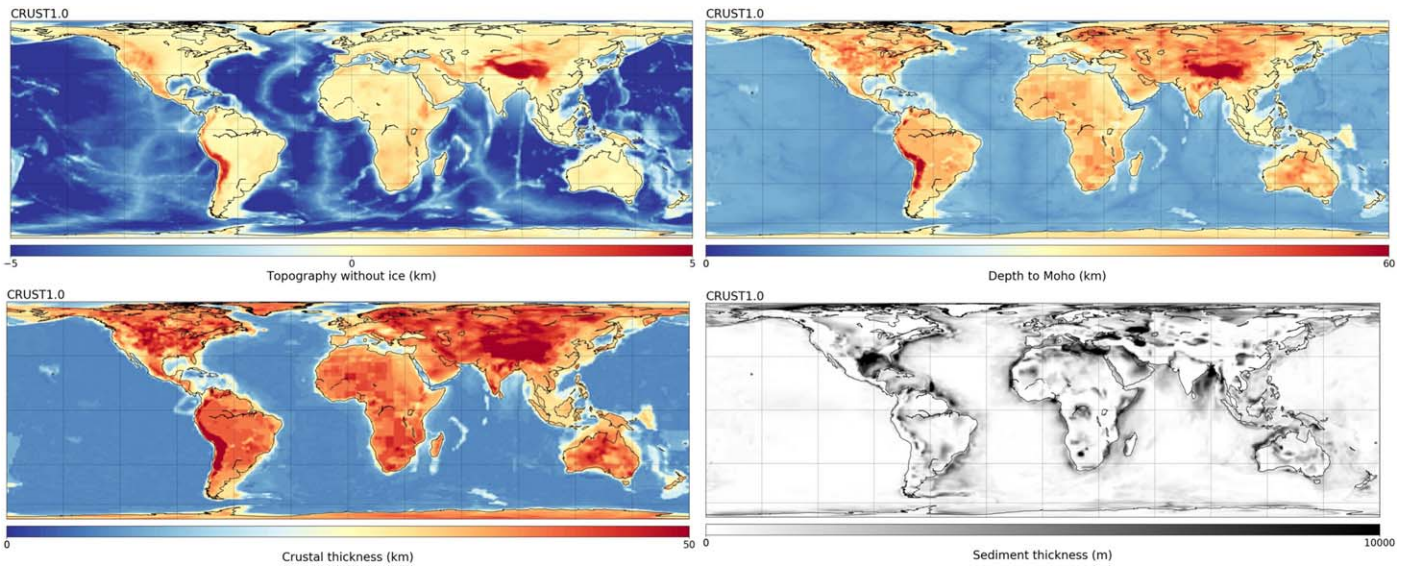 CRUST1.0
CRUST1.0
−5 0 5
0 60
Topography without ice (km)
Depth to Moho (km)
CRUST1.0
CRUST1.0
0 50
0 10000
Crustal thickness (km)
Sediment thickness (m)